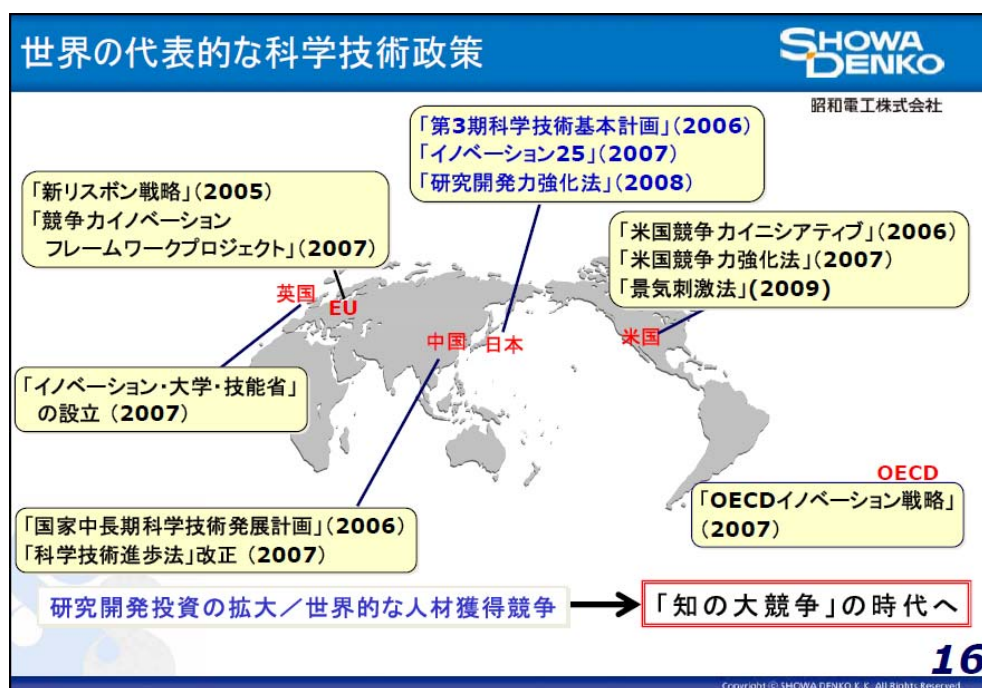 世界の代表的な科学技術政策
SHOWA
DENKO
昭和電工株式会社
「第3期科学技術基本計画」(2006)
「イノベーション25」(2007)
「研究開発力強化法」(2008)
「新リスボン戦略」(2005)
「競争力イノベーション
フレームワークプロジェクト」(2007)
「米国競争力イニシアティブ」(2006)
「米国競争力強化法」(2007)
「景気刺激法」(2009)
英国
EU
中国
日本
米国
「イノベーション・大学・技能省」
の設立 (2007)
OECD
「OECDイノベーション戦略」
(2007)
「国家中長期科学技術発展計画」(2006)
「科学技術進歩法」改正 (2007)
研究開発投資の拡大/世界的な人材獲得競争
「知の大競争」の時代へ
16
Copyright © SHOWA DENKO K.K. All Rights Reserved